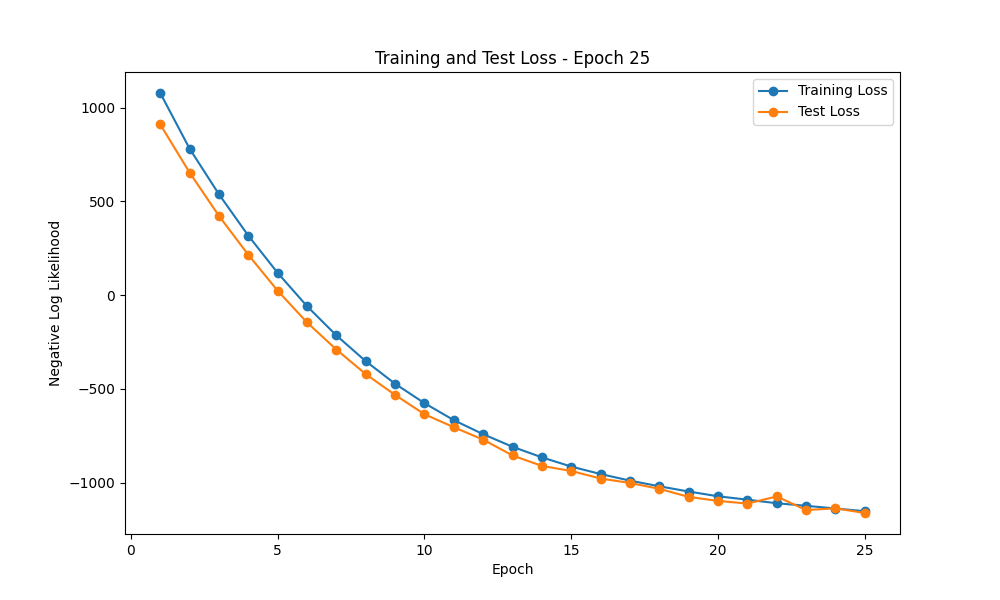 Training and Test Loss - Epoch 25
Training Loss
Test Loss
Negative Log Likelihood
1000
500
0
−500
−1000
0
5
10
15
20
25
Epoch